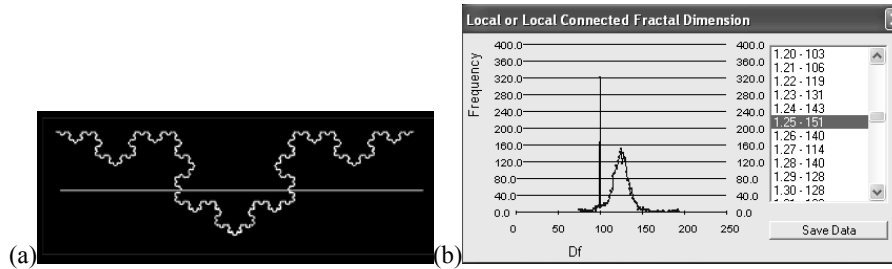 (a)
(b)
Local or Local Connected Fractal Dimension
Frequency
400.0
360.0
320.0
280.0
240.0
200.0
160.0
120.0
80.0
40.0
0.0
0 50 100 150 200 250
Df
400.0
360.0
320.0
280.0
240.0
200.0
160.0
120.0
80.0
40.0
0.0
1.20 - 103
1.21 - 106
1.22 - 119
1.23 - 131
1.24 - 143
1.25 - 151
1.26 - 140
1.27 - 114
1.28 - 140
1.29 - 128
1.30 - 128
Save Data